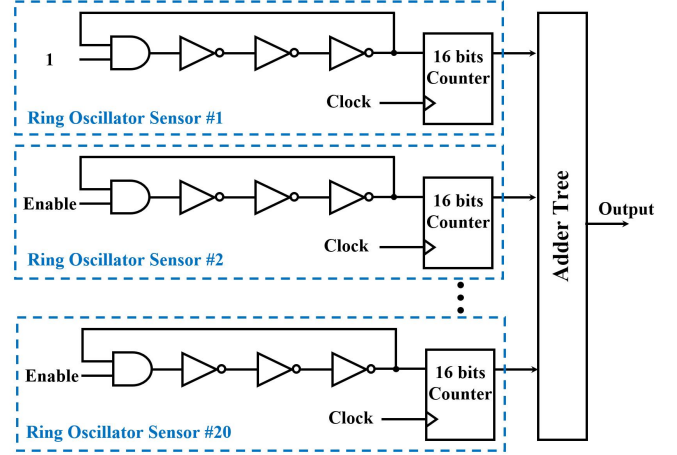 1
16 bits
Counter
Clock
Ring Oscillator Sensor #1
Enable
16 bits
Counter
Clock
Ring Oscillator Sensor #2
Enable
16 bits
Counter
Clock
Ring Oscillator Sensor #20
Adder Tree
Output